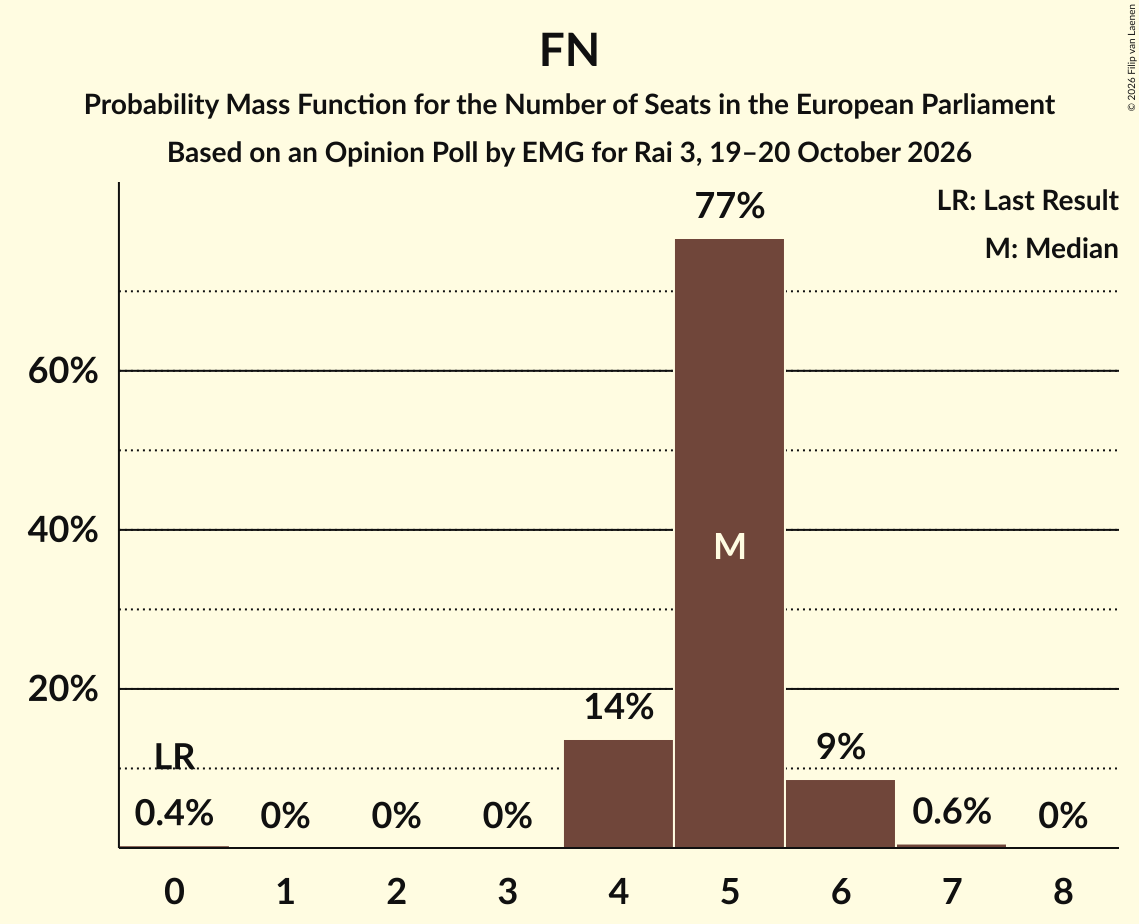 FN
Probability Mass Function for the Number of Seats in the European Parliament
Based on an Opinion Poll by EMG for Rai 3, 19–20 October 2026
© 2026 Filip van Laenen
LR: Last Result
M: Median
77%
60%
40%
M
20%
14%
LR
9%
0.4%
0%
0%
0%
0.6%
0%
0 1 2 3 4 5 6 7 8